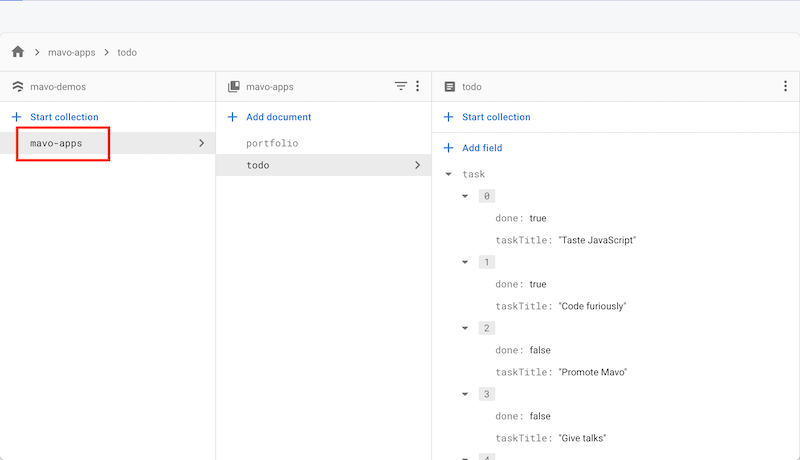 mavo-apps > todo
mavo-demos
Start collection
mavo-apps
mavo-apps
Add document
portfolio
todo
todo
Start collection
Add field
task
0
done: true
taskTitle: "Taste JavaScript"
1
done: true
taskTitle: "Code furiously"
2
done: false
taskTitle: "Promote Mavo"
3
done: false
taskTitle: "Give talks"